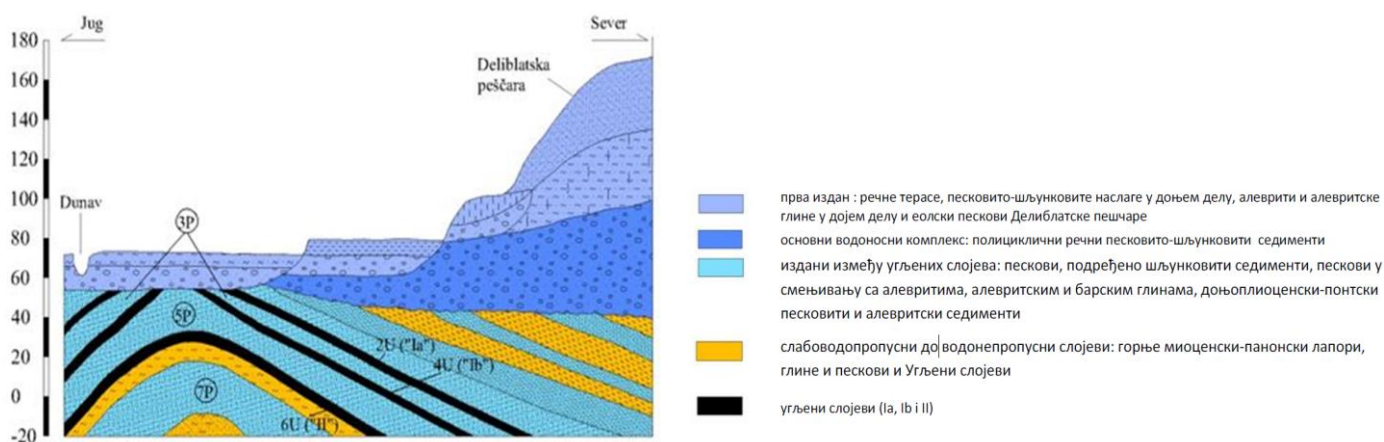 Jug
Sever
180
160
140
120
100
80
60
40
20
0
-20
Deliblatska
peščara
Dunav
3P
5P
7P
2U ("Ia")
4U ("Ib")
6U ("II")
прва издан : речне терасе, песковито-шљунковите наслаге у доњем делу, алеврити и алевритске
глине у дојем делу и еолски пескови Делиблатске пешчаре
основни водоносни комплекс: полициклични речни песковито-шљунковити седименти
издани између угљених слојева: пескови, подређено шљунковити седименти, пескови у
смењивању са алевритима, алевритским и барским глинама, доњоплиоценски-понтски
песковити и алевритски седименти
слабоводопропусни до водонепропусни слојеви: горње миоценски-панонски лапори,
глине и пескови и Угљени слојеви
угљени слојеви (Ia, Ib i II)